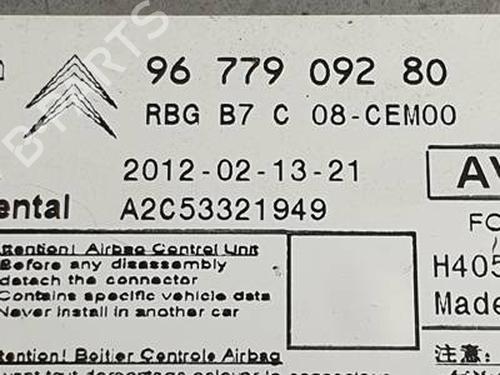 B-PARTS
96 779 092 80
RBG B7 C 08-CEM00
2012-02-13-21
AV
ental A2C53321949
FC
ttention! Airbag Control Unit
Before any disassembly
detach the connector
Contains specific vehicle data
Never install in another car
H405
Made
ttention! Boitier Controle Airbag
注意: